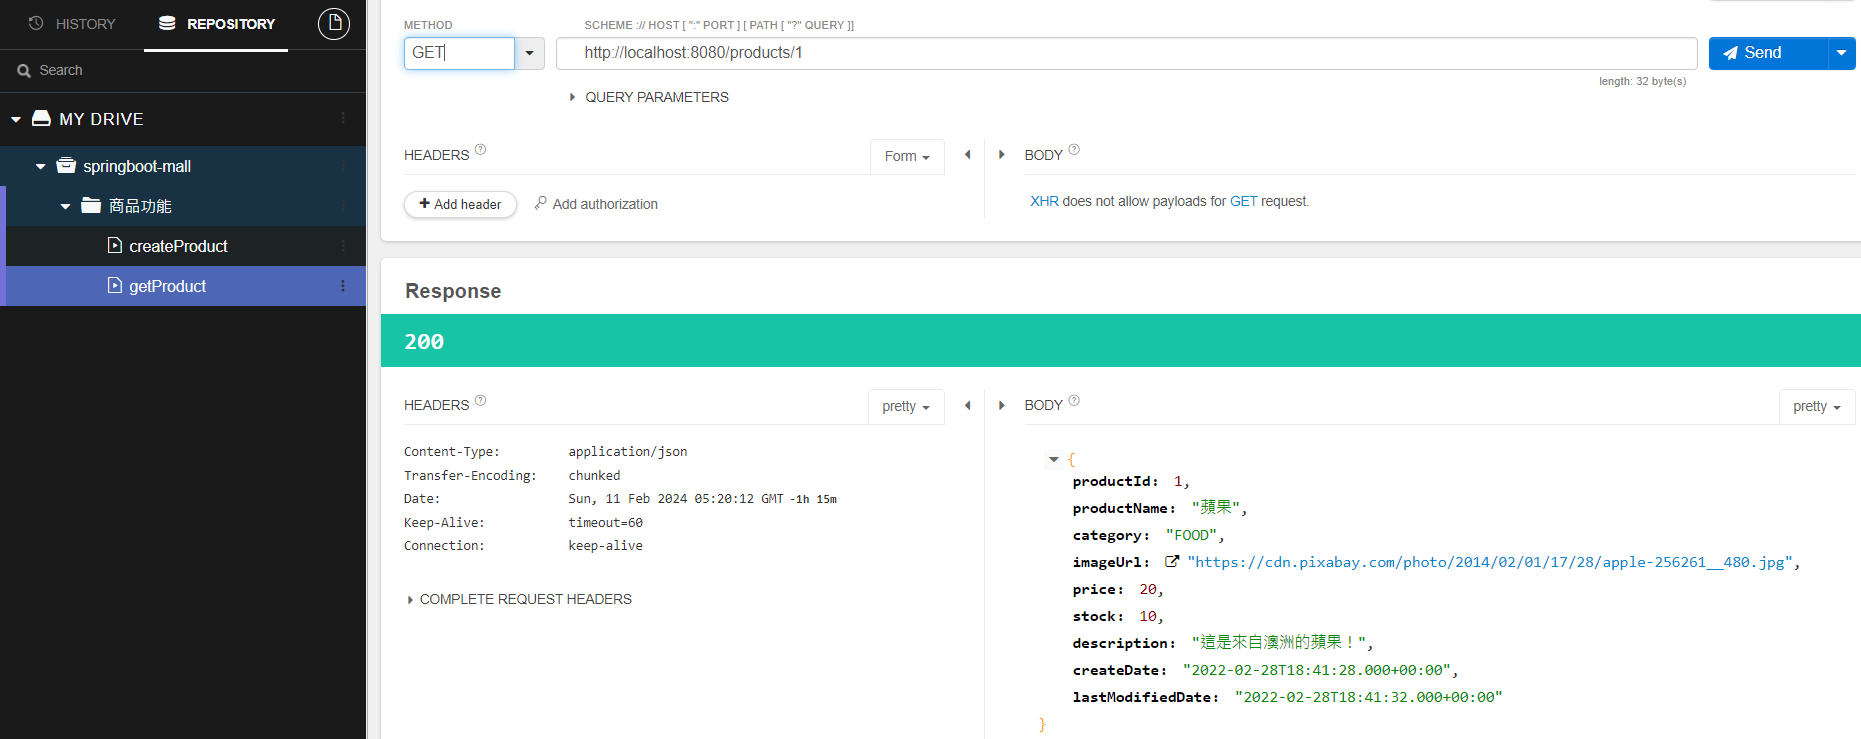 HISTORY
REPOSITORY
Search
MY DRIVE
springboot-mall
商品功能
createProduct
getProduct
METHOD
SCHEME :// HOST [ ":" PORT ] [ PATH [ "?" QUERY ]]
GET
http://localhost:8080/products/1
Send
length: 32 byte(s)
QUERY PARAMETERS
HEADERS ?
Form
BODY ?
+ Add header
Add authorization
XHR does not allow payloads for GET request.
Response
200
HEADERS ?
pretty
BODY ?
pretty
Content-Type: application/json
Transfer-Encoding: chunked
Date: Sun, 11 Feb 2024 05:20:12 GMT -1h 15m
Keep-Alive: timeout=60
Connection: keep-alive
COMPLETE REQUEST HEADERS
{
productId: 1,
productName: "蘋果",
category: "FOOD",
imageUrl: "https://cdn.pixabay.com/photo/2014/02/01/17/28/apple-256261__480.jpg",
price: 20,
stock: 10,
description: "這是來自澳洲的蘋果！",
createDate: "2022-02-28T18:41:28.000+00:00",
lastModifiedDate: "2022-02-28T18:41:32.000+00:00"
}